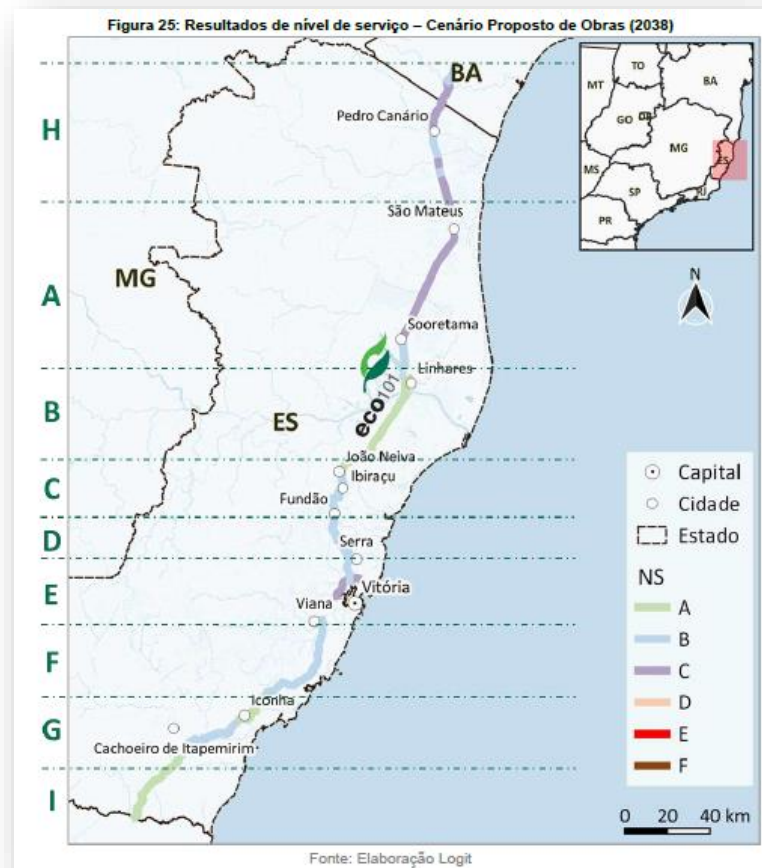 Figura 25: Resultados de nível de serviço – Cenário Proposto de Obras (2038)
BA
H
Pedro Canário
São Mateus
MG
A
Sooretama
Linhares
B
eco101
ES
João Neiva
Ibiraçu
C
Fundão
D
Serra
E
Vitória
Viana
F
Iconha
G
Cachoeiro de Itapemirim
I
TO
MT
BA
GO
DF
MG
ES
MS
SP
RJ
PR
N
Capital
Cidade
Estado
NS
A
B
C
D
E
F
0 20 40 km
Fonte: Elaboração Logit